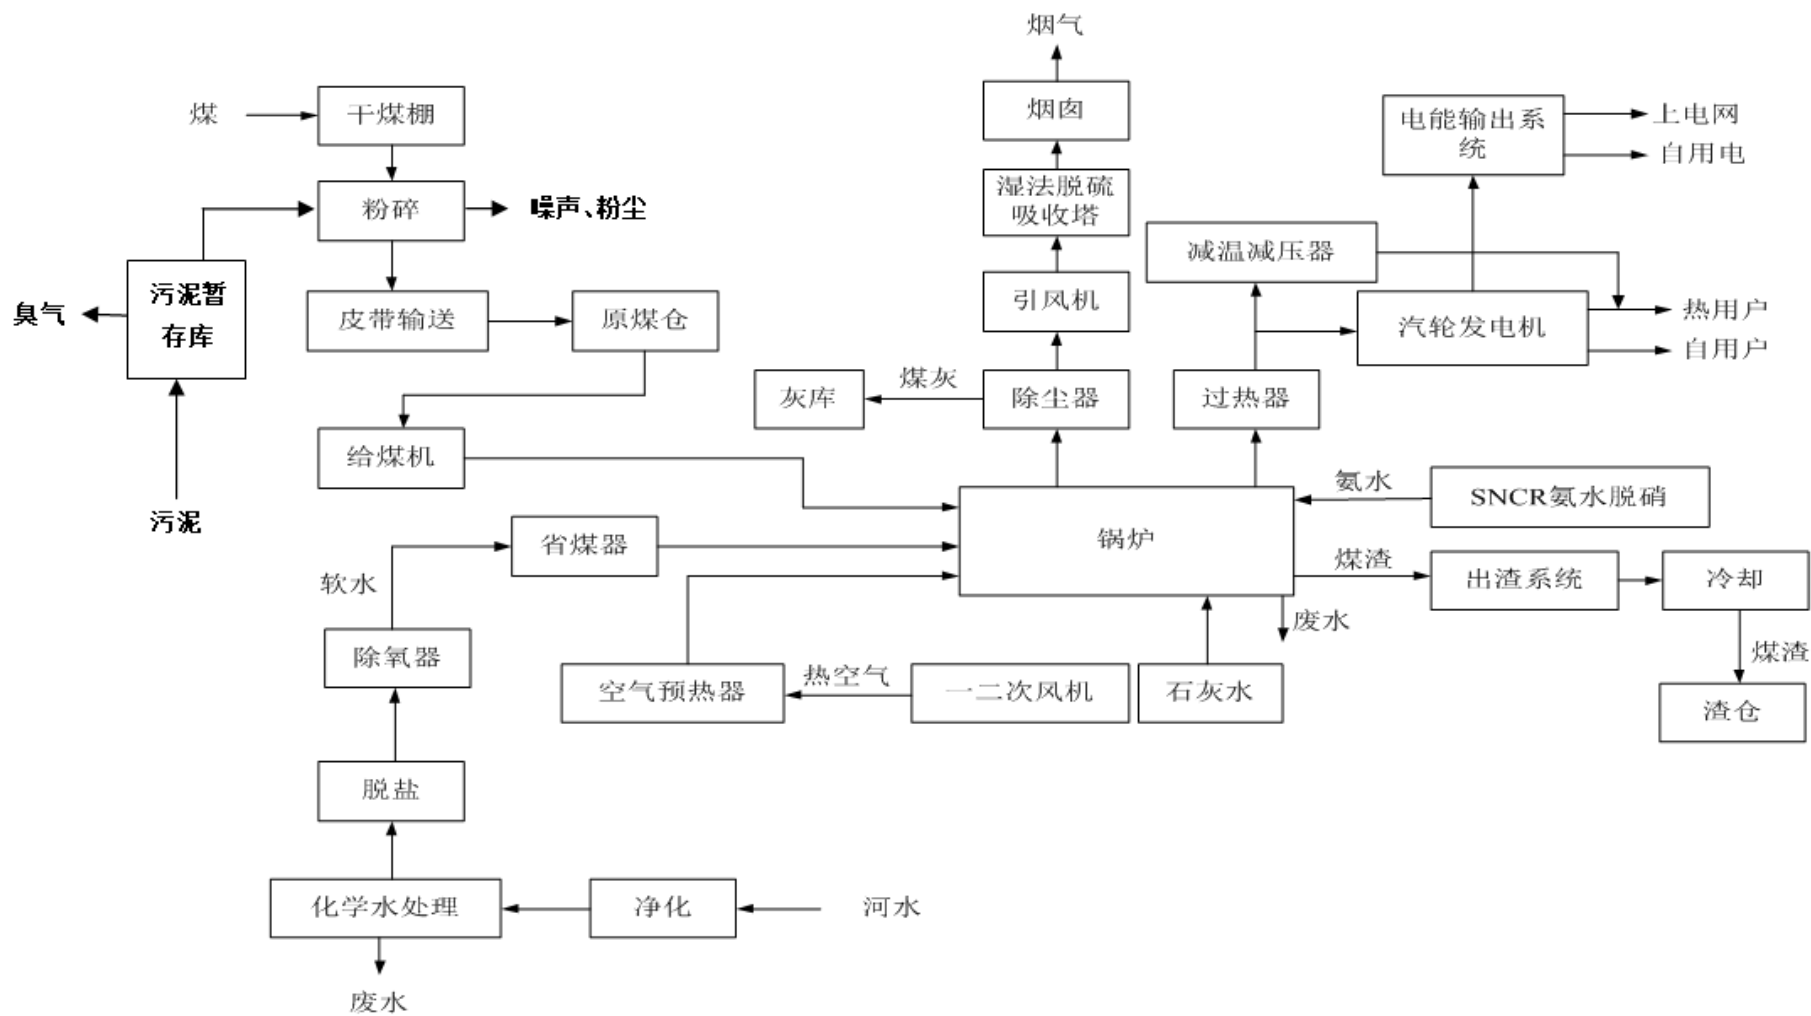 烟气
煤
干煤棚
烟囱
电能输出系
统
上电网
自用电
粉碎
噪声、粉尘
湿法脱硫
吸收塔
减温减压器
污泥暂
存库
臭气
皮带输送
原煤仓
引风机
汽轮发电机
热用户
自用户
灰库
煤灰
除尘器
过热器
给煤机
污泥
氨水
SNCR氨水脱硝
省煤器
锅炉
煤渣
出渣系统
冷却
软水
废水
除氧器
煤渣
空气预热器
热空气
一二次风机
石灰水
渣仓
脱盐
化学水处理
净化
河水
废水